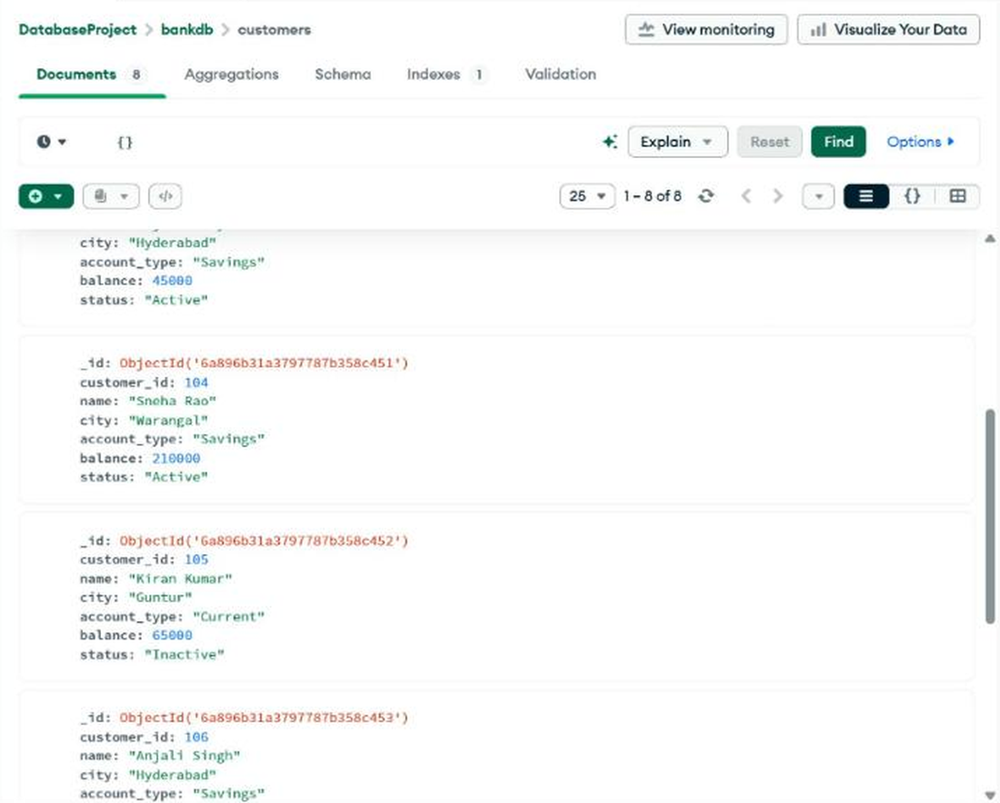 DatabaseProject > bankdb > customers
View monitoring
Visualize Your Data
Documents 8
Aggregations
Schema
Indexes 1
Validation
{}
Explain
Reset
Find
Options
</>
25
1 – 8 of 8
{}
city: "Hyderabad"
account_type: "Savings"
balance: 45000
status: "Active"
_id: ObjectId('6a896b31a3797787b358c451')
customer_id: 104
name: "Sneha Rao"
city: "Warangal"
account_type: "Savings"
balance: 210000
status: "Active"
_id: ObjectId('6a896b31a3797787b358c452')
customer_id: 105
name: "Kiran Kumar"
city: "Guntur"
account_type: "Current"
balance: 65000
status: "Inactive"
_id: ObjectId('6a896b31a3797787b358c453')
customer_id: 106
name: "Anjali Singh"
city: "Hyderabad"
account_type: "Savings"